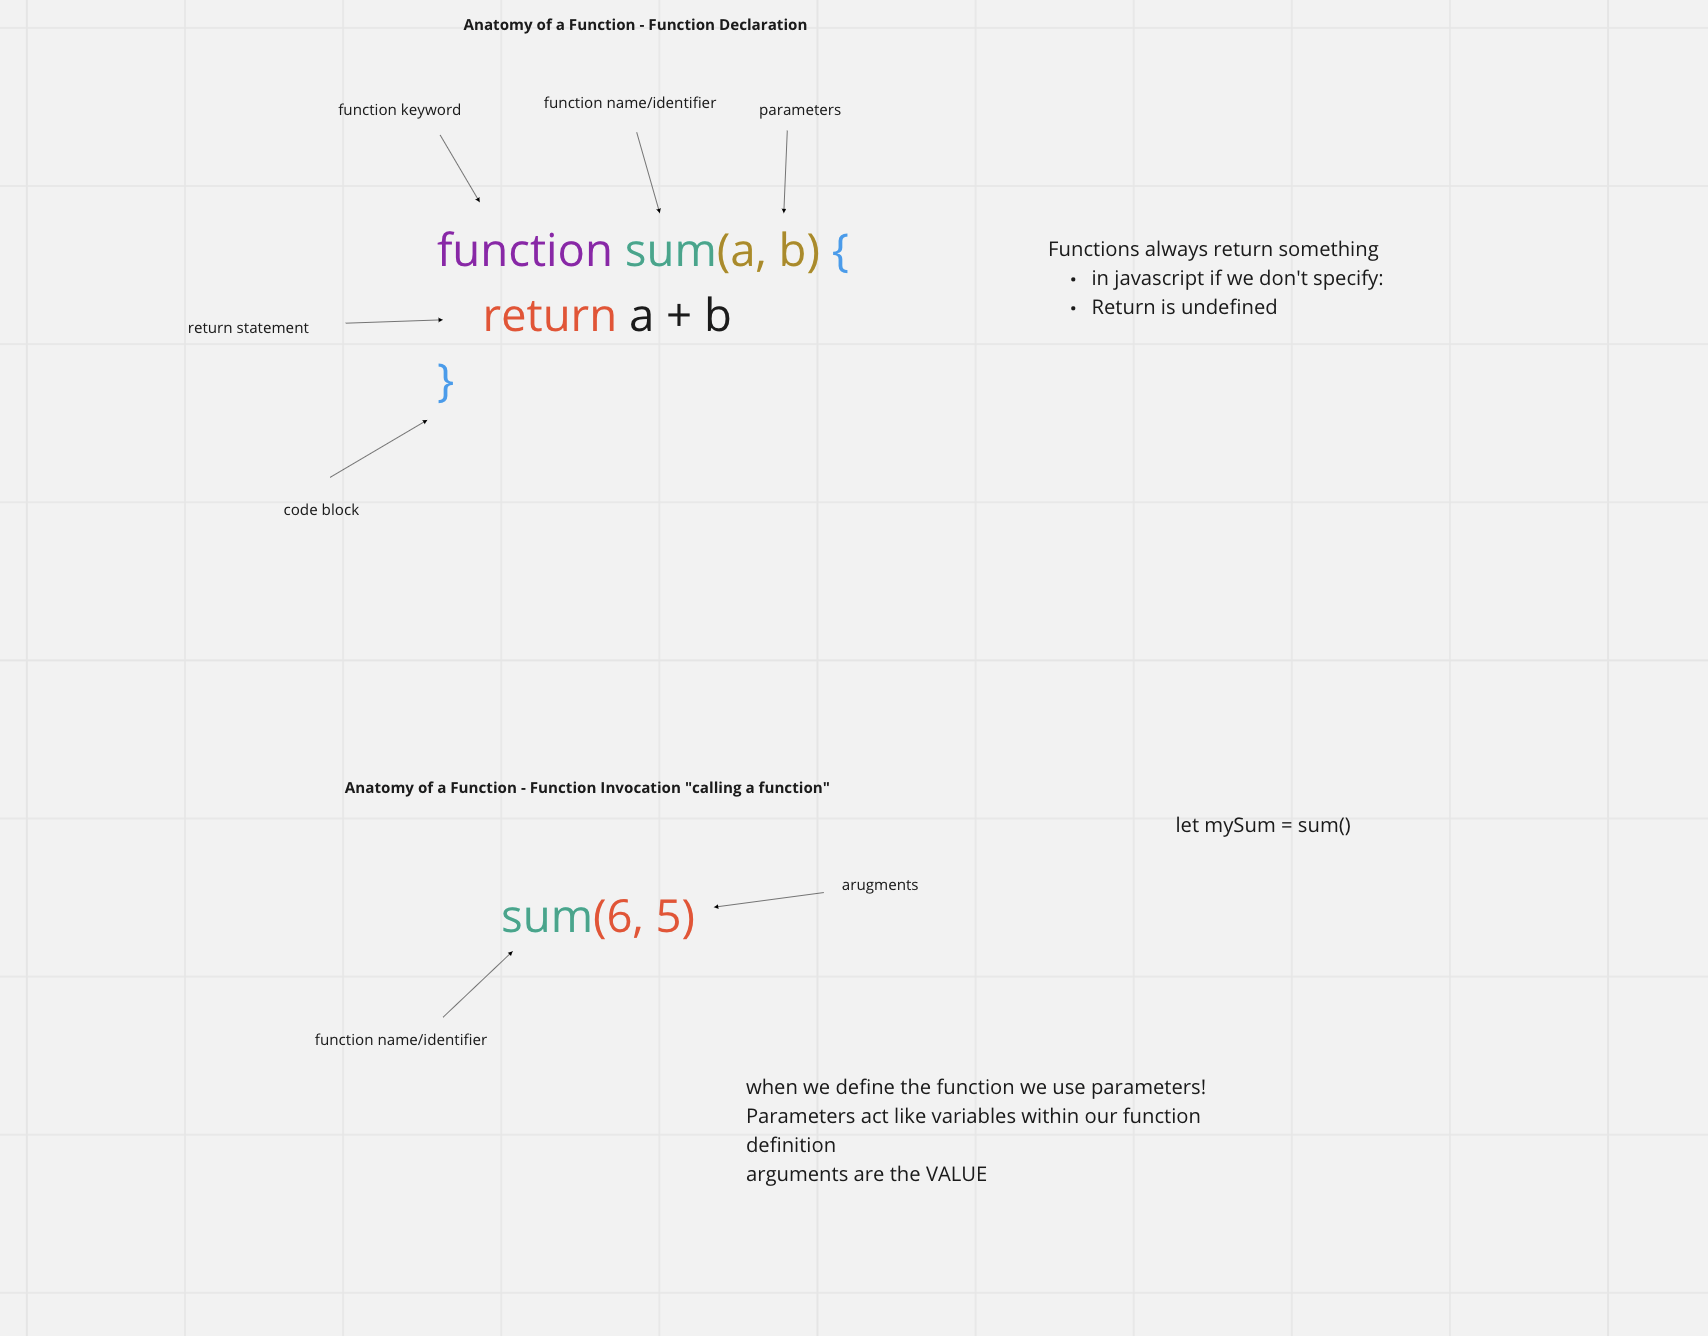 Anatomy of a Function - Function Declaration
function keyword
function name/identifier
parameters
function sum(a, b) {
return a + b
}
return statement
code block
Functions always return something
• in javascript if we don't specify:
• Return is undefined
Anatomy of a Function - Function Invocation "calling a function"
let mySum = sum()
arugments
sum(6, 5)
function name/identifier
when we define the function we use parameters!
Parameters act like variables within our function
definition
arguments are the VALUE